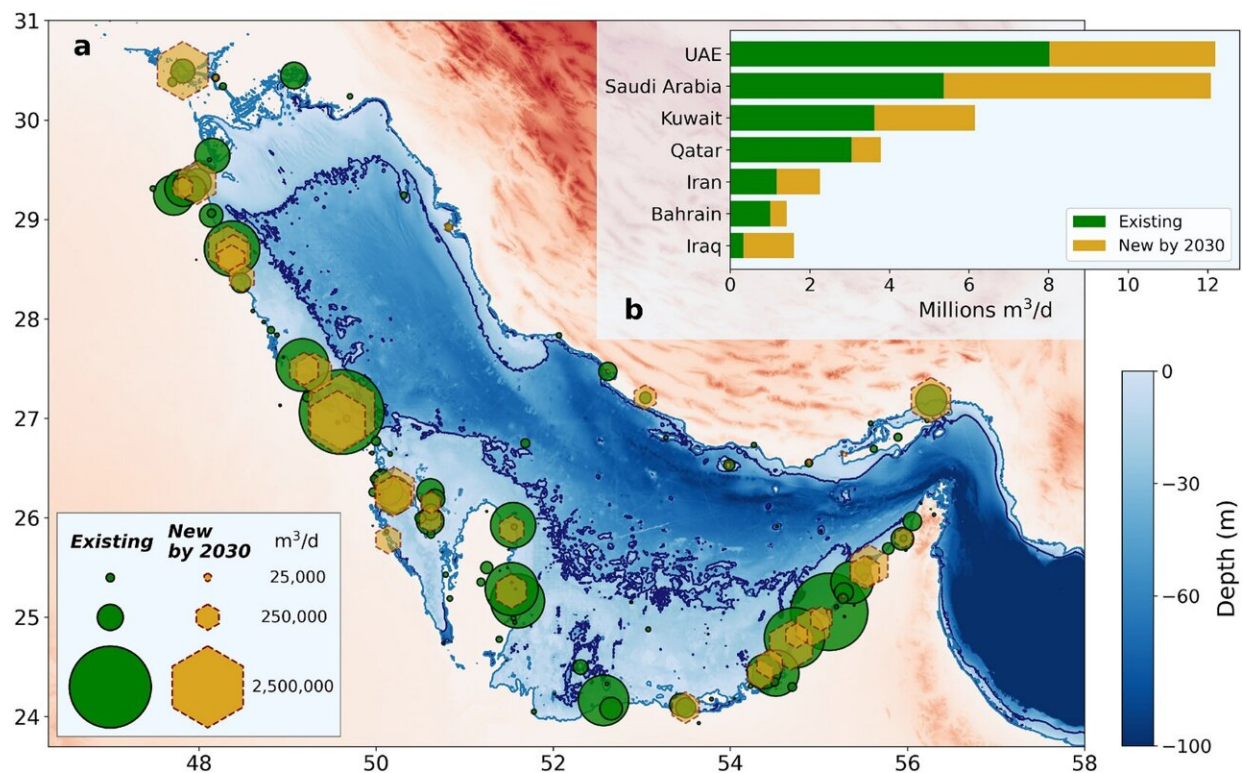 a
31
30
29
28
27
26
25
24
48
50
52
54
56
58
UAE
Saudi Arabia
Kuwait
Qatar
Iran
Bahrain
Iraq
Existing
New by 2030
0
2
4
6
8
10
12
b
Millions m³/d
Existing
New by 2030
m³/d
25,000
250,000
2,500,000
0
−30
−60
−100
Depth (m)